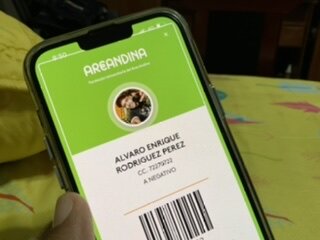 AREANDINA
ALVARO ENRIQUE
RODRIGUEZ PEREZ
A NEGATIVO